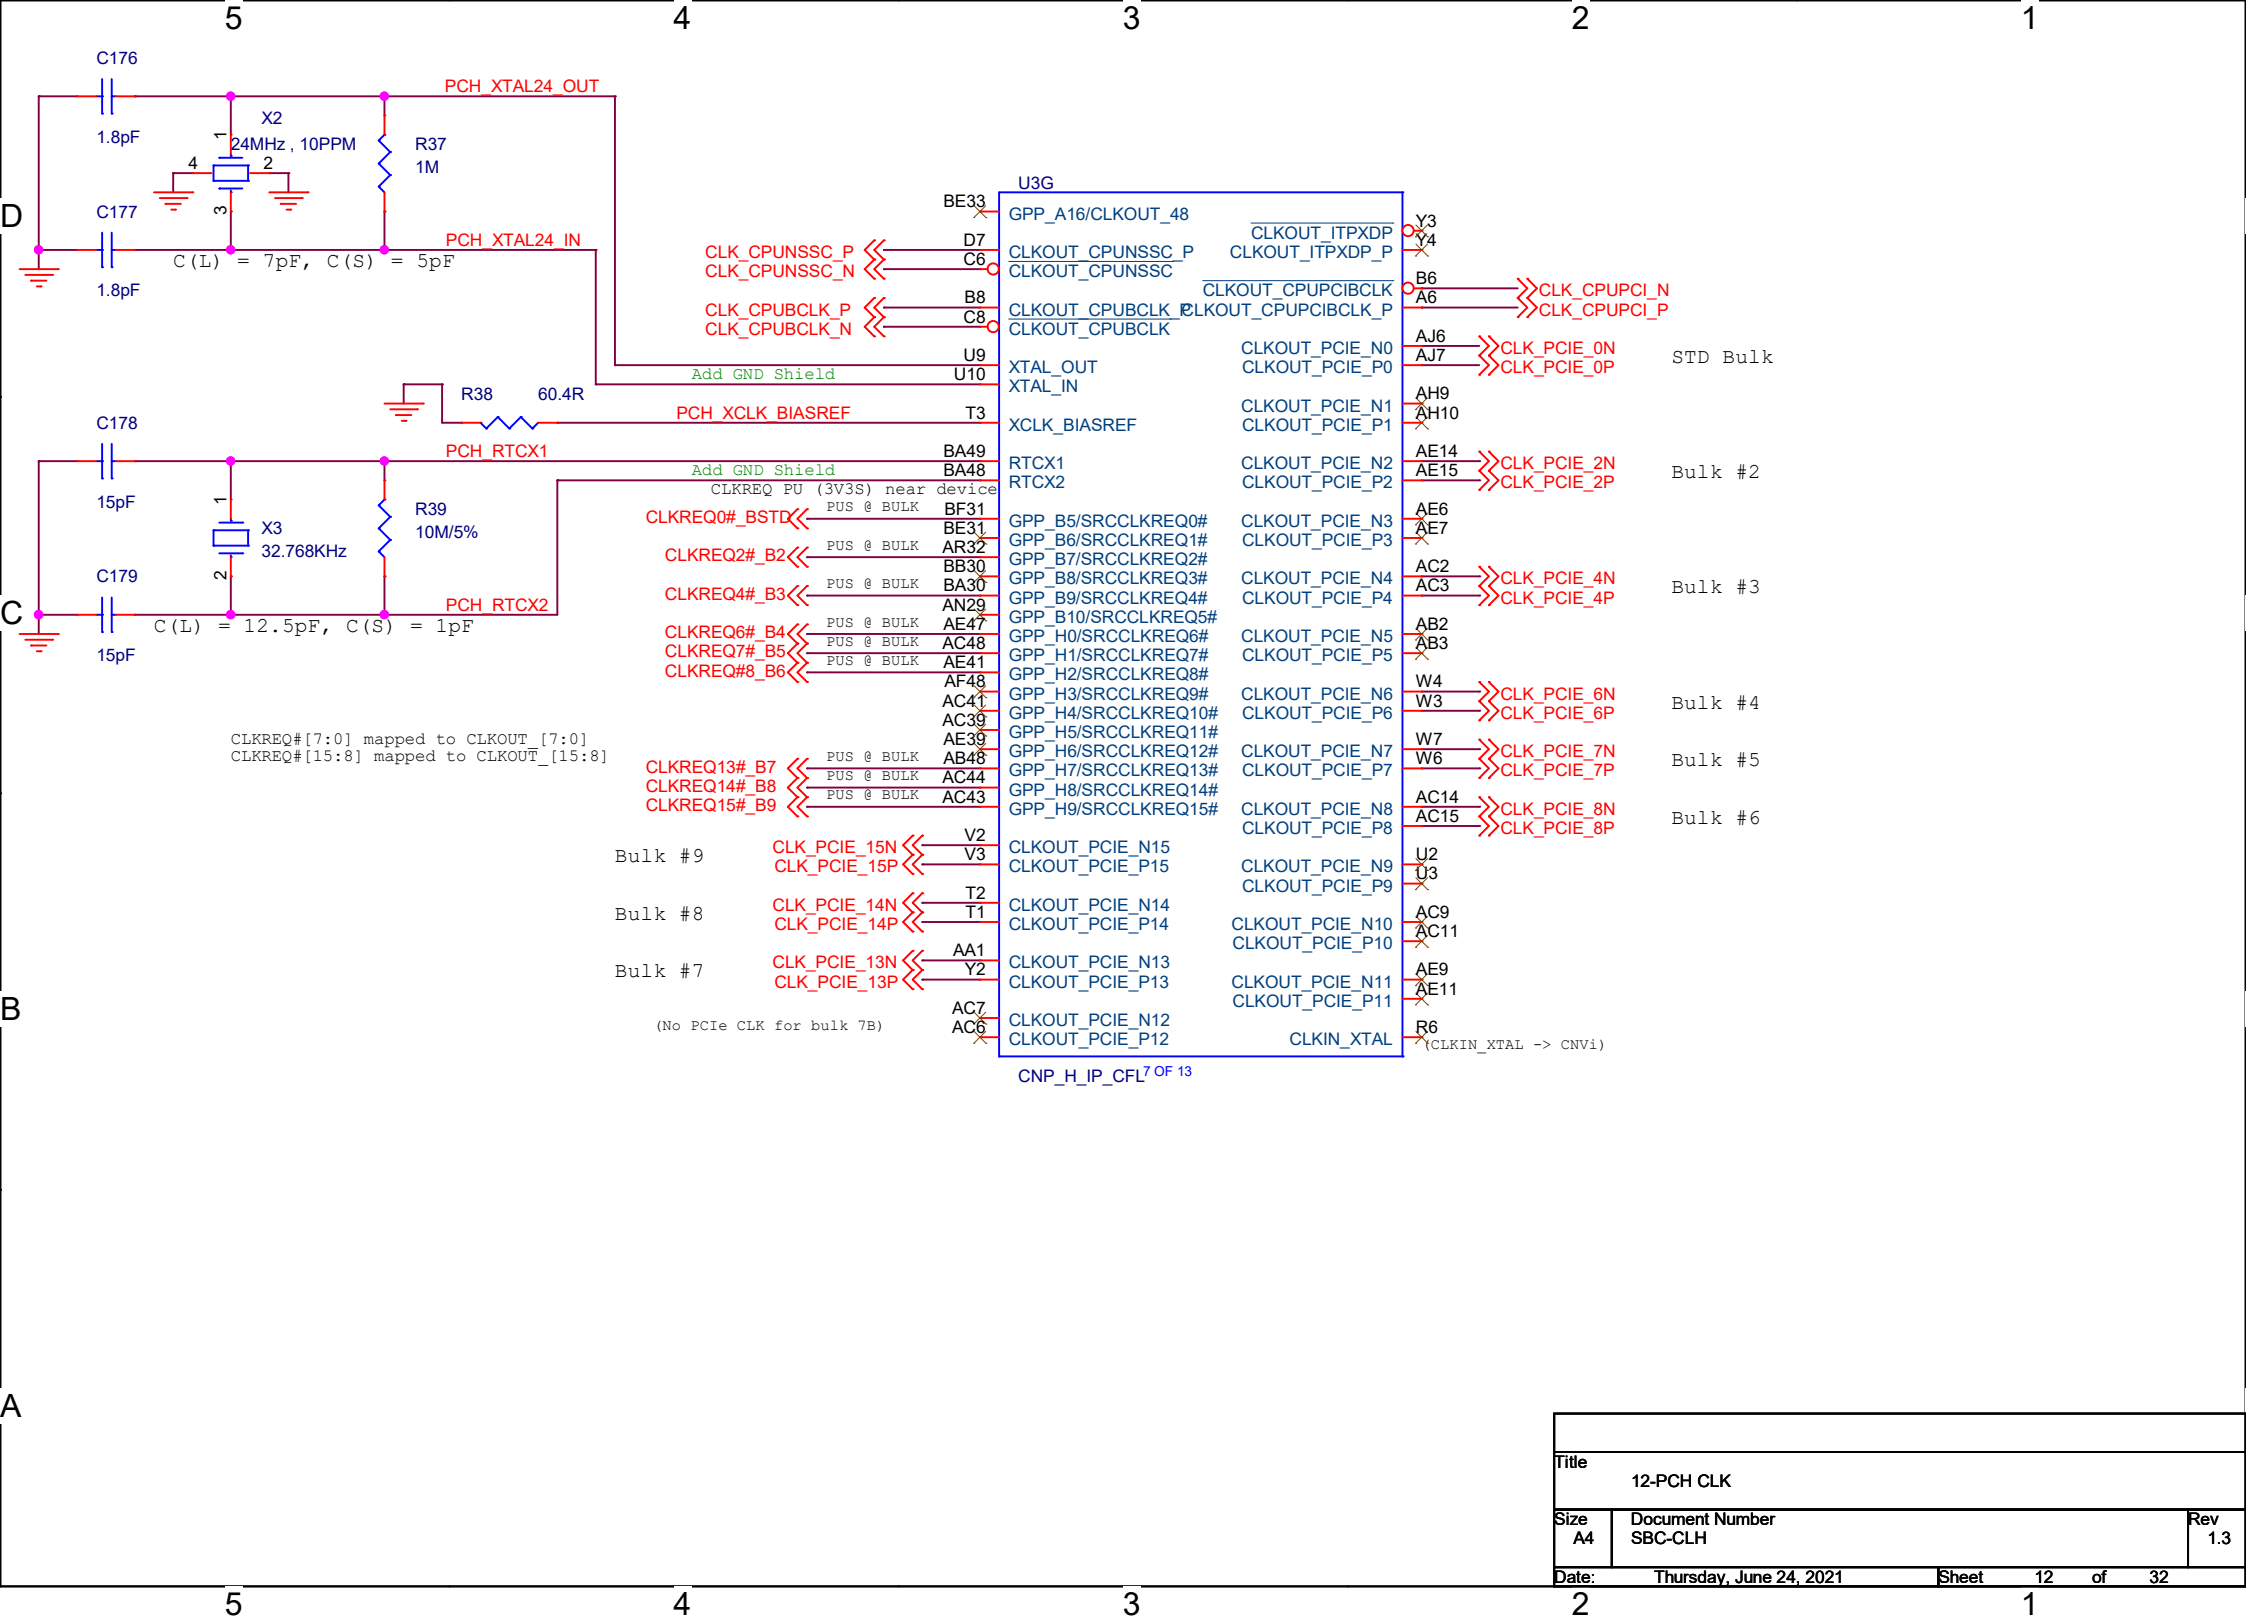 5 4 3 2 1
D
C
B
A
C176
1.8pF
PCH_XTAL24_OUT
1
X2
24MHz , 10PPM
4 2
3
R37
1M
C177
1.8pF
PCH_XTAL24_IN
C(L) = 7pF, C(S) = 5pF
R38 60.4R
PCH_XCLK_BIASREF
C178
15pF
PCH_RTCX1
1
X3
32.768KHz
2
R39
10M/5%
C179
15pF
PCH_RTCX2
C(L) = 12.5pF, C(S) = 1pF
CLKREQ#[7:0] mapped to CLKOUT_[7:0]
CLKREQ#[15:8] mapped to CLKOUT_[15:8]
U3G
BE33 GPP_A16/CLKOUT_48
CLK_CPUNSSC_P D7 CLKOUT_CPUNSSC_P
CLK_CPUNSSC_N C6 CLKOUT_CPUNSSC
CLK_CPUBCLK_P B8 CLKOUT_CPUBCLK_P
CLK_CPUBCLK_N C8 CLKOUT_CPUBCLK
U9 XTAL_OUT
Add GND Shield
U10 XTAL_IN
T3 XCLK_BIASREF
BA49 RTCX1
Add GND Shield
BA48 RTCX2
CLKREQ PU (3V3S) near device
CLKREQ0#_BSTD PUS @ BULK BF31 GPP_B5/SRCCLKREQ0#
BE31 GPP_B6/SRCCLKREQ1#
CLKREQ2#_B2 PUS @ BULK AR32 GPP_B7/SRCCLKREQ2#
BB30 GPP_B8/SRCCLKREQ3#
CLKREQ4#_B3 PUS @ BULK BA30 GPP_B9/SRCCLKREQ4#
AN29 GPP_B10/SRCCLKREQ5#
CLKREQ6#_B4 PUS @ BULK AE47 GPP_H0/SRCCLKREQ6#
CLKREQ7#_B5 PUS @ BULK AC48 GPP_H1/SRCCLKREQ7#
CLKREQ#8_B6 PUS @ BULK AE41 GPP_H2/SRCCLKREQ8#
AF48 GPP_H3/SRCCLKREQ9#
AC41 GPP_H4/SRCCLKREQ10#
AC39 GPP_H5/SRCCLKREQ11#
AE39 GPP_H6/SRCCLKREQ12#
CLKREQ13#_B7 PUS @ BULK AB48 GPP_H7/SRCCLKREQ13#
CLKREQ14#_B8 PUS @ BULK AC44 GPP_H8/SRCCLKREQ14#
CLKREQ15#_B9 PUS @ BULK AC43 GPP_H9/SRCCLKREQ15#
Bulk #9
CLK_PCIE_15N V2 CLKOUT_PCIE_N15
CLK_PCIE_15P V3 CLKOUT_PCIE_P15
Bulk #8
CLK_PCIE_14N T2 CLKOUT_PCIE_N14
CLK_PCIE_14P T1 CLKOUT_PCIE_P14
Bulk #7
CLK_PCIE_13N AA1 CLKOUT_PCIE_N13
CLK_PCIE_13P Y2 CLKOUT_PCIE_P13
(No PCIe CLK for bulk 7B)
AC7 CLKOUT_PCIE_N12
AC6 CLKOUT_PCIE_P12
CLKOUT_ITPXDP Y3
CLKOUT_ITPXDP_P Y4
CLKOUT_CPUPCIBCLK B6 CLK_CPUPCI_N
CLKOUT_CPUPCIBCLK_P A6 CLK_CPUPCI_P
CLKOUT_PCIE_N0 AJ6 CLK_PCIE_0N
CLKOUT_PCIE_P0 AJ7 CLK_PCIE_0P
STD Bulk
CLKOUT_PCIE_N1 AH9
CLKOUT_PCIE_P1 AH10
CLKOUT_PCIE_N2 AE14 CLK_PCIE_2N
CLKOUT_PCIE_P2 AE15 CLK_PCIE_2P
Bulk #2
CLKOUT_PCIE_N3 AE6
CLKOUT_PCIE_P3 AE7
CLKOUT_PCIE_N4 AC2 CLK_PCIE_4N
CLKOUT_PCIE_P4 AC3 CLK_PCIE_4P
Bulk #3
CLKOUT_PCIE_N5 AB2
CLKOUT_PCIE_P5 AB3
CLKOUT_PCIE_N6 W4 CLK_PCIE_6N
CLKOUT_PCIE_P6 W3 CLK_PCIE_6P
Bulk #4
CLKOUT_PCIE_N7 W7 CLK_PCIE_7N
CLKOUT_PCIE_P7 W6 CLK_PCIE_7P
Bulk #5
CLKOUT_PCIE_N8 AC14 CLK_PCIE_8N
CLKOUT_PCIE_P8 AC15 CLK_PCIE_8P
Bulk #6
CLKOUT_PCIE_N9 U2
CLKOUT_PCIE_P9 U3
CLKOUT_PCIE_N10 AC9
CLKOUT_PCIE_P10 AC11
CLKOUT_PCIE_N11 AE9
CLKOUT_PCIE_P11 AE11
CLKIN_XTAL R6
(CLKIN_XTAL -> CNVi)
CNP_H_IP_CFL 7 OF 13
Title
12-PCH CLK
Size Document Number Rev
A4 SBC-CLH 1.3
Date: Thursday, June 24, 2021 Sheet 12 of 32
5 4 3 2 1